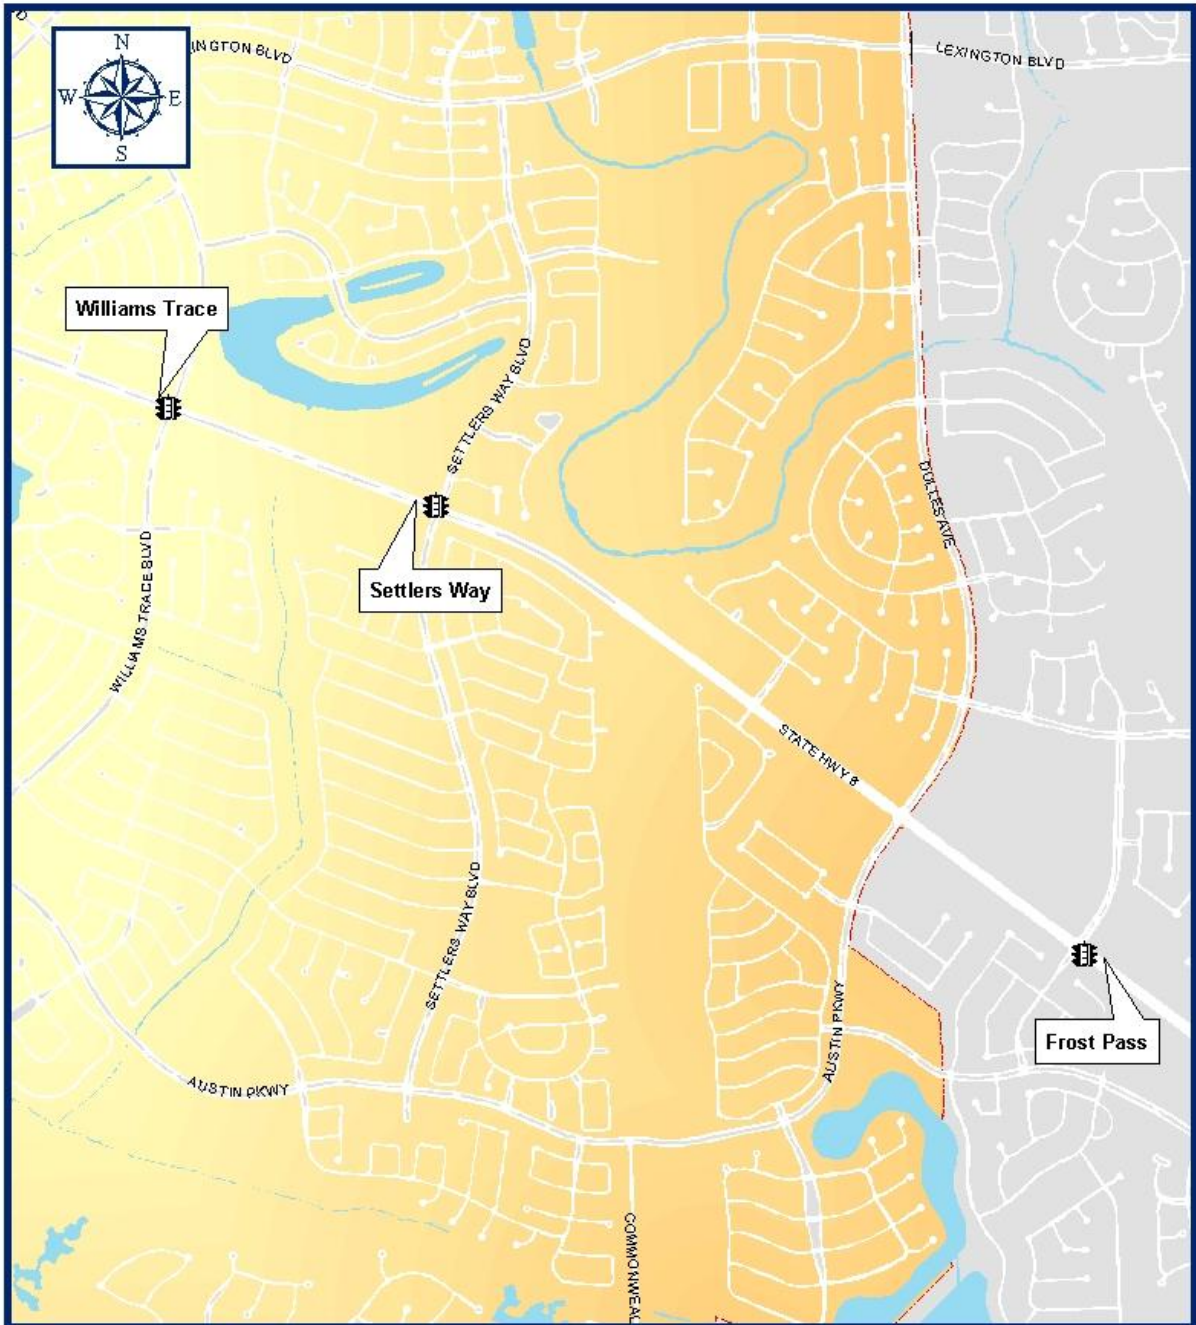 N
W E
S
INGTON BLVD
LEXINGTON BLVD
Williams Trace
SETTLERS WAY BLVD
DULLES AVE
WILLIAMS TRACE BLVD
Settlers Way
STATE HWY 6
SETTLERS WAY BLVD
AUSTIN PKWY
Frost Pass
AUSTIN PKWY
COMMONWEAL